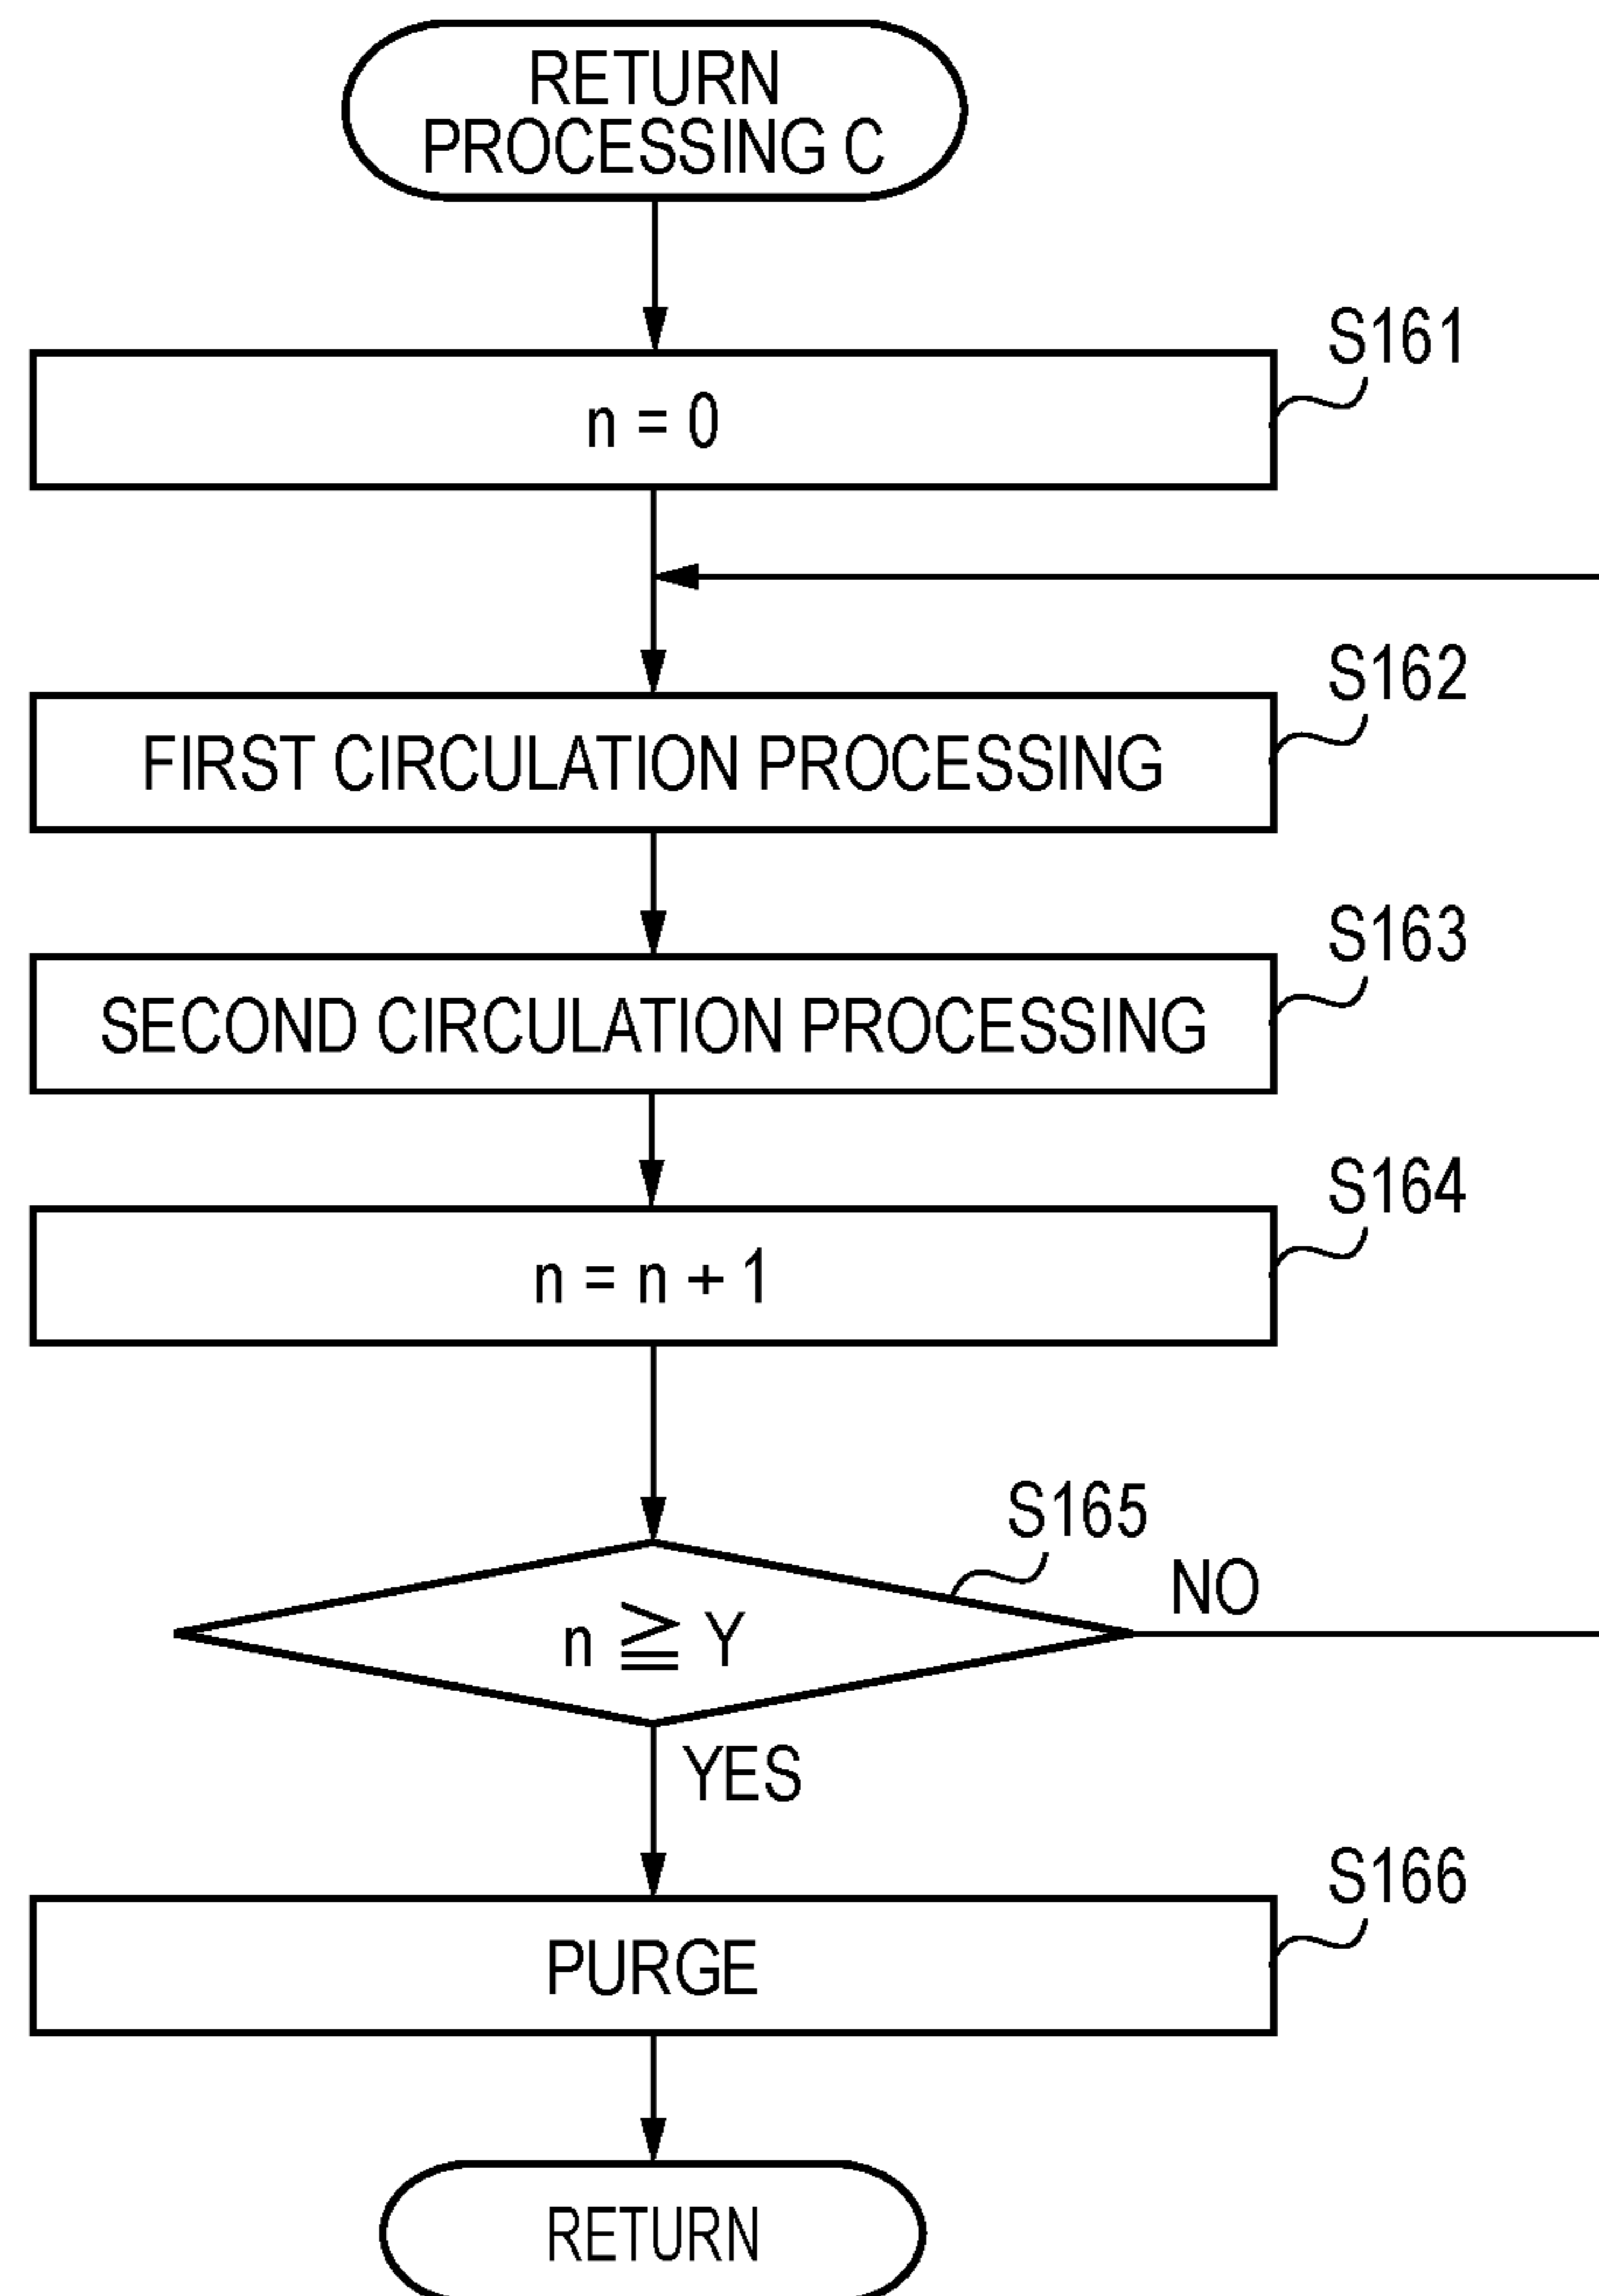 RETURN
PROCESSING C
S161
n = 0
S162
FIRST CIRCULATION PROCESSING
S163
SECOND CIRCULATION PROCESSING
S164
n = n + 1
S165
NO
n ≧ Y
YES
S166
PURGE
RETURN